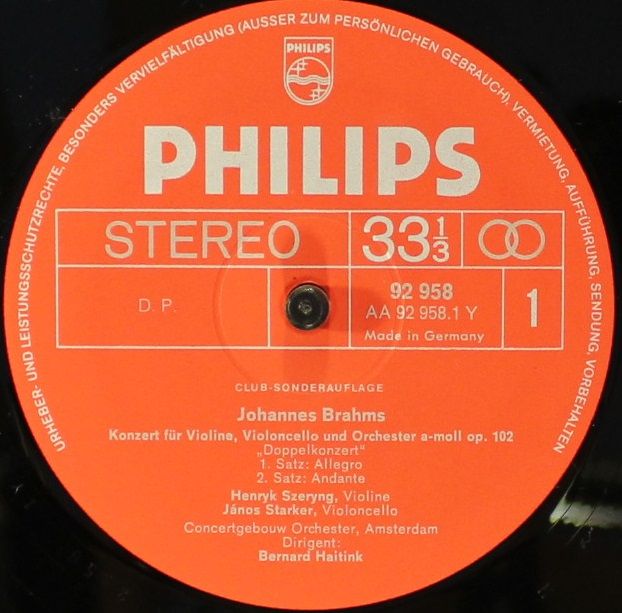 URHEBER- UND LEISTUNGSSCHUTZRECHTE, BESONDERS VERVIELFÄLTIGUNG (AUSSER ZUM PERSÖNLICHEN GEBRAUCH), VERMIETUNG, AUFFÜHRUNG, SENDUNG, VORBEHALTEN
PHILIPS
PHILIPS
STEREO
33 1/3
D. P.
92 958
AA 92 958.1 Y
Made in Germany
1
CLUB-SONDERAUFLAGE
Johannes Brahms
Konzert für Violine, Violoncello und Orchester a-moll op. 102
„Doppelkonzert“
1. Satz: Allegro
2. Satz: Andante
Henryk Szeryng, Violine
János Starker, Violoncello
Concertgebouw Orchester, Amsterdam
Dirigent:
Bernard Haitink